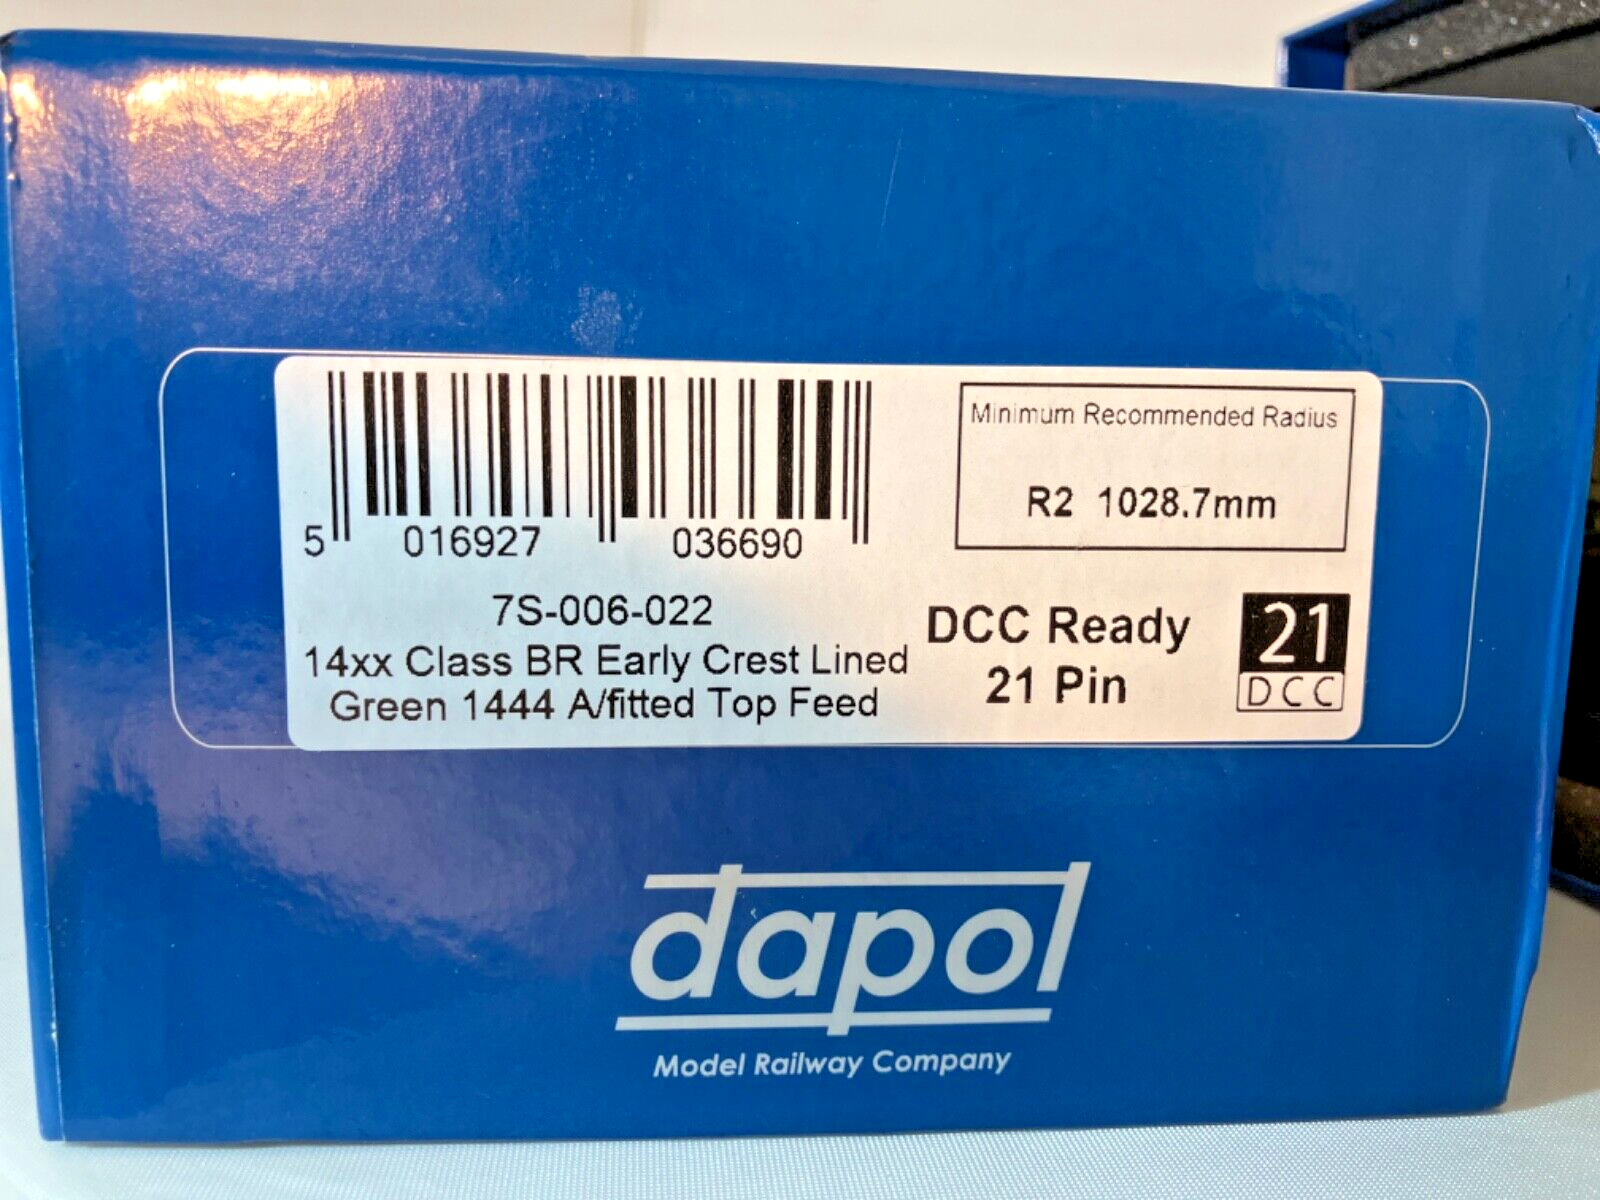 5 016927 036690
Minimum Recommended Radius
R2 1028.7mm
7S-006-022
14xx Class BR Early Crest Lined
Green 1444 A/fitted Top Feed
DCC Ready
21 Pin
21
DCC
dapol
Model Railway Company